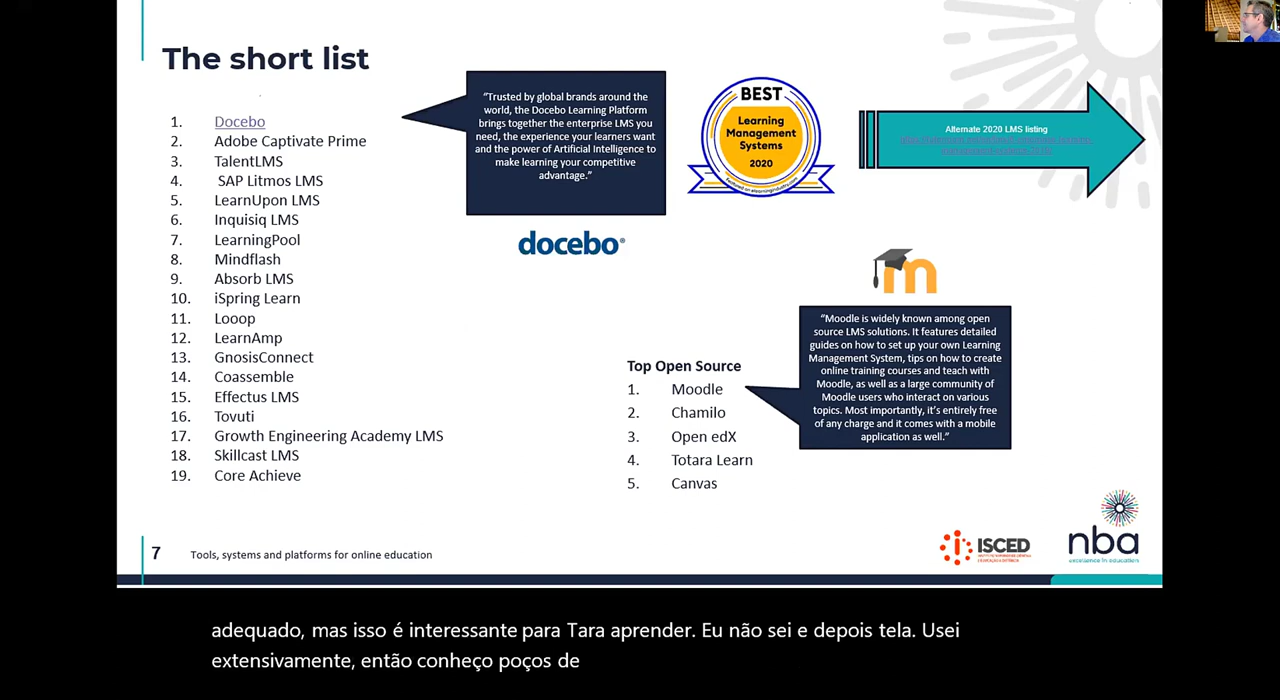 The short list
1. Docebo
2. Adobe Captivate Prime
3. TalentLMS
4. SAP Litmos LMS
5. LearnUpon LMS
6. Inquisiq LMS
7. LearningPool
8. Mindflash
9. Absorb LMS
10. iSpring Learn
11. Looop
12. LearnAmp
13. GnosisConnect
14. Coassemble
15. Effectus LMS
16. Tovuti
17. Growth Engineering Academy LMS
18. Skillcast LMS
19. Core Achieve
“Trusted by global brands around the
world, the Docebo Learning Platform
brings together the enterprise LMS you
need, the experience your learners want
and the power of Artificial Intelligence to
make learning your competitive
advantage.”
docebo®
BEST
Learning
Management
Systems
2020
Featured on elearningindustry.com
Alternate 2020 LMS listing
m
“Moodle is widely known among open
source LMS solutions. It features detailed
guides on how to set up your own Learning
Management System, tips on how to create
online training courses and teach with
Moodle, as well as a large community of
Moodle users who interact on various
topics. Most importantly, it’s entirely free
of any charge and it comes with a mobile
application as well.”
Top Open Source
1. Moodle
2. Chamilo
3. Open edX
4. Totara Learn
5. Canvas
7 Tools, systems and platforms for online education
ISCED
nba
excellence in education
adequado, mas isso é interessante para Tara aprender. Eu não sei e depois tela. Usei
extensivamente, então conheço poços de